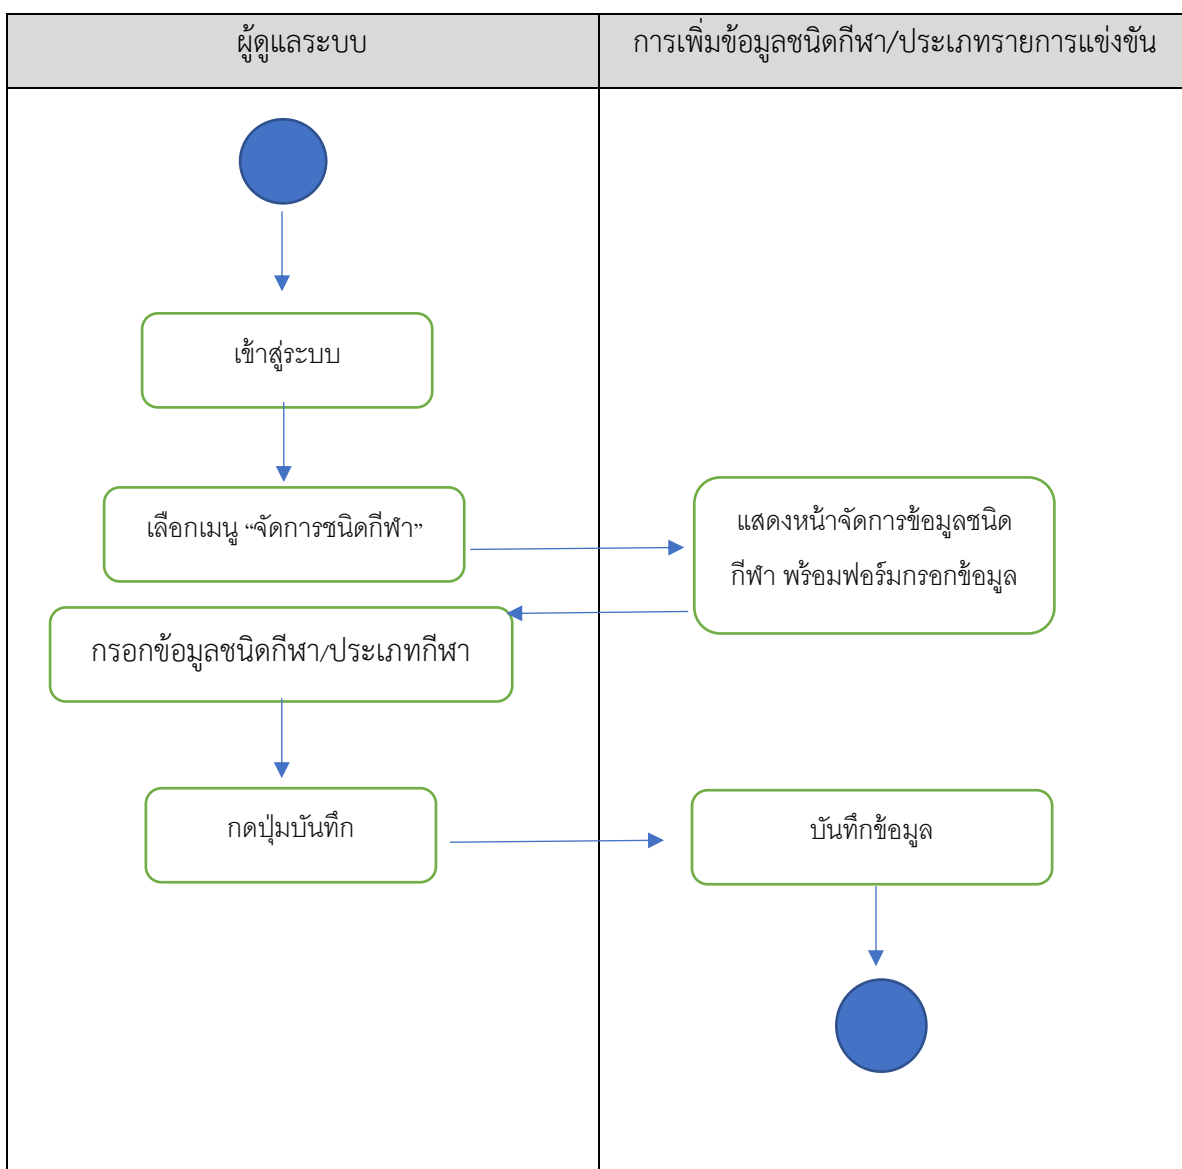 ผู้ดูแลระบบ
การเพิ่มข้อมูลชนิดกีฬา/ประเภทรายการแข่งขัน
เข้าสู่ระบบ
เลือกเมนู “จัดการชนิดกีฬา”
แสดงหน้าจัดการข้อมูลชนิด
กีฬา พร้อมฟอร์มกรอกข้อมูล
กรอกข้อมูลชนิดกีฬา/ประเภทกีฬา
กดปุ่มบันทึก
บันทึกข้อมูล